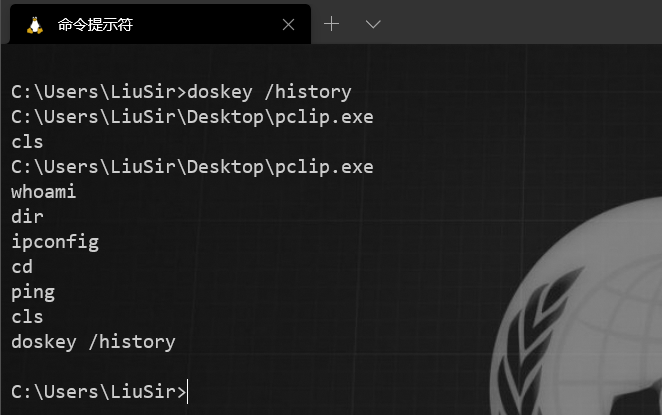 命令提示符
C:\Users\LiuSir>doskey /history
C:\Users\LiuSir\Desktop\pclip.exe
cls
C:\Users\LiuSir\Desktop\pclip.exe
whoami
dir
ipconfig
cd
ping
cls
doskey /history
C:\Users\LiuSir>